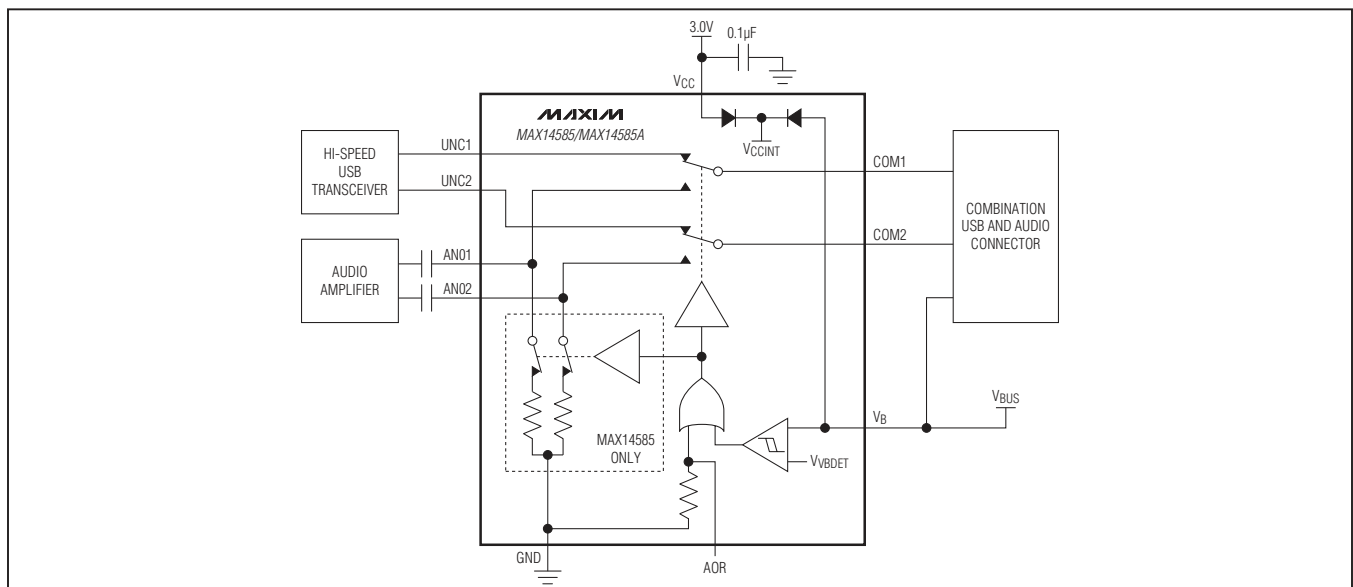 3.0V
0.1µF
VCC
MAXIM
MAX14585/MAX14585A
VCCINT
HI-SPEED
USB
TRANSCEIVER
UNC1
UNC2
COM1
COM2
COMBINATION
USB AND AUDIO
CONNECTOR
AUDIO
AMPLIFIER
AN01
AN02
MAX14585
ONLY
VB
VBUS
VVBDET
GND
AOR